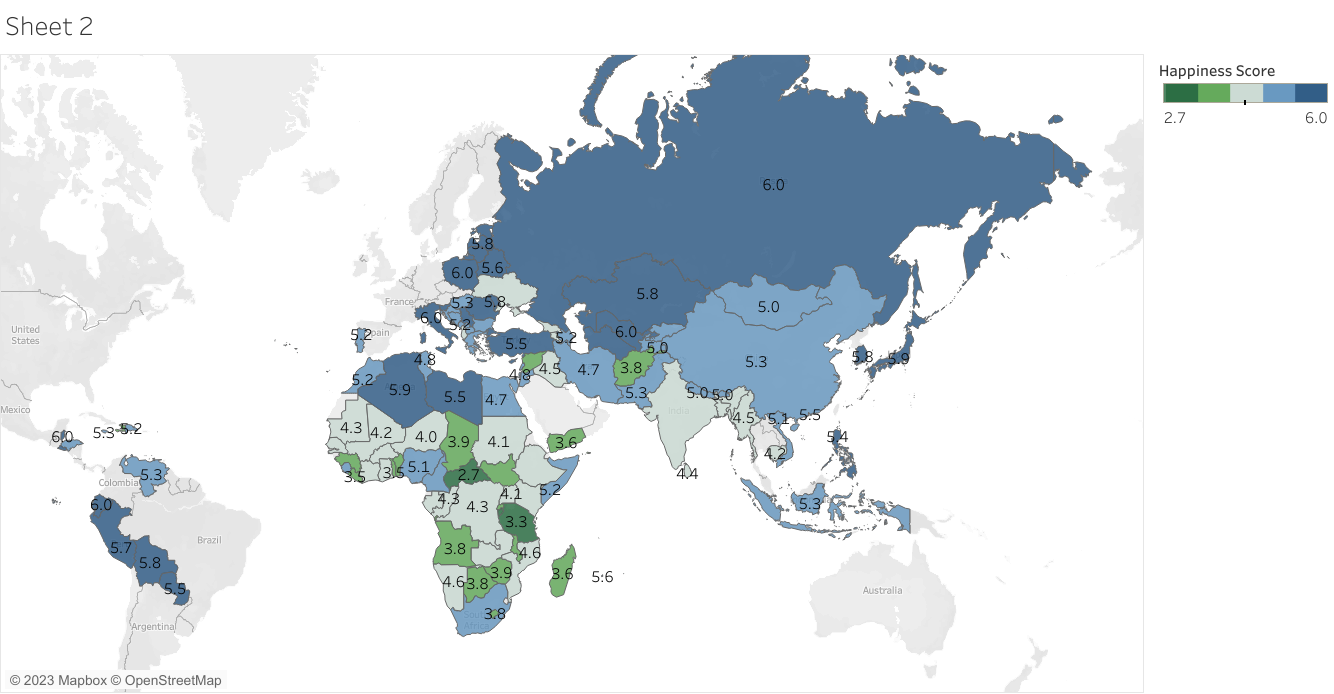 Sheet 2
Happiness Score
2.7 6.0
6.0
5.8
6.0 5.6
France 5.3 5.8
5.8
5.0
6.0 5.2
6.0
United
States
5.2 5.5 5.2 5.0
5.3
5.8 5.9
4.8
4.8 4.5 4.7 3.8
5.2 5.9 5.5 4.7
5.3 5.0 5.0
Mexico
India
4.5 5.1 5.5
6.0 5.3 5.2
4.3 4.2 4.0 3.9 4.1 3.6
5.4
4.2
5.3
Colombia
3.5 3.5 5.1 2.7
4.4
6.0
4.3 4.3 4.1 5.2
5.3
3.3
5.7 Brazil
3.8 4.6
5.8
5.5
4.6 3.8 3.9 3.6 5.6
Australia
3.8
Argentina
© 2023 Mapbox © OpenStreetMap